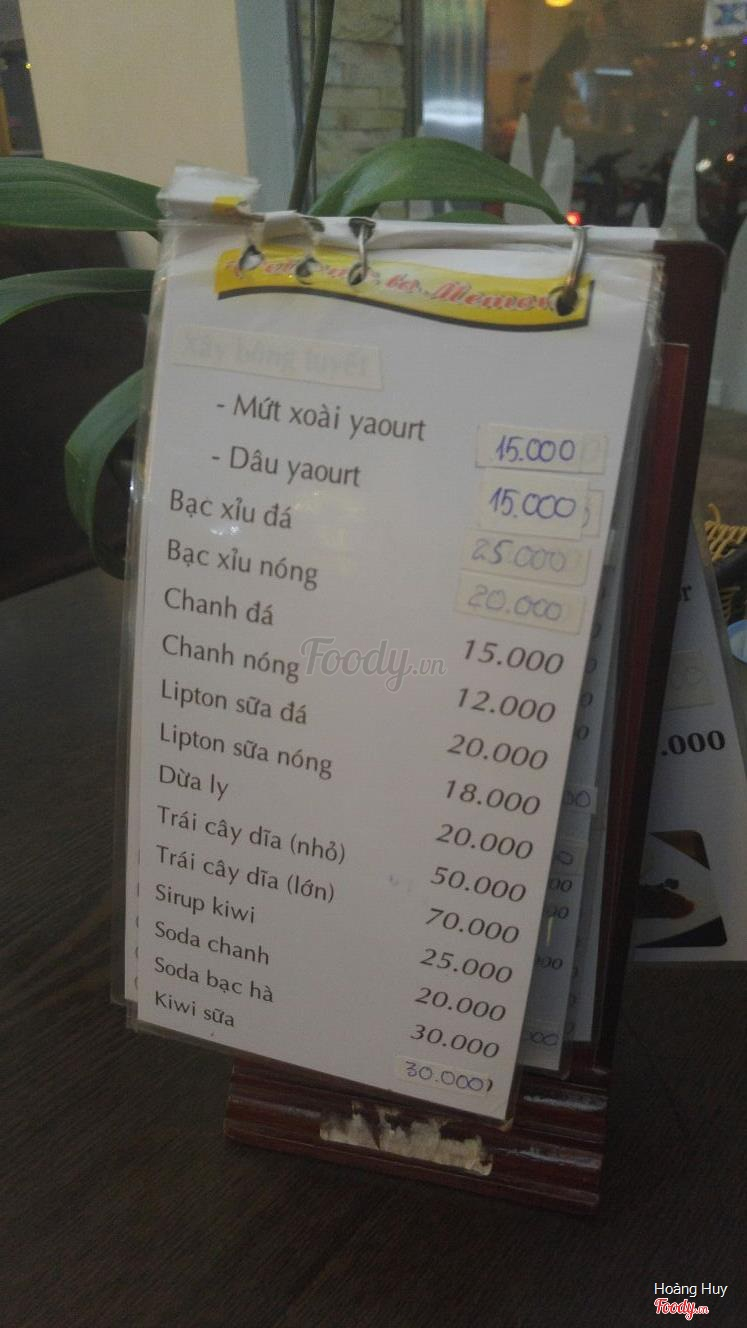 Xay bông tuyết
- Mứt xoài yaourt 15.000
- Dâu yaourt 15.000
Bạc xỉu đá 25.000
Bạc xỉu nóng 20.000
Chanh đá 15.000
Chanh nóng 12.000
Lipton sữa đá 20.000
Lipton sữa nóng 18.000
Dừa ly 20.000
Trái cây dĩa (nhỏ) 50.000
Trái cây dĩa (lớn) 70.000
Sirup kiwi 25.000
Soda chanh 20.000
Soda bạc hà 30.000
Kiwi sữa 30.000
.000
Foody.vn
Hoàng Huy
Foody.vn